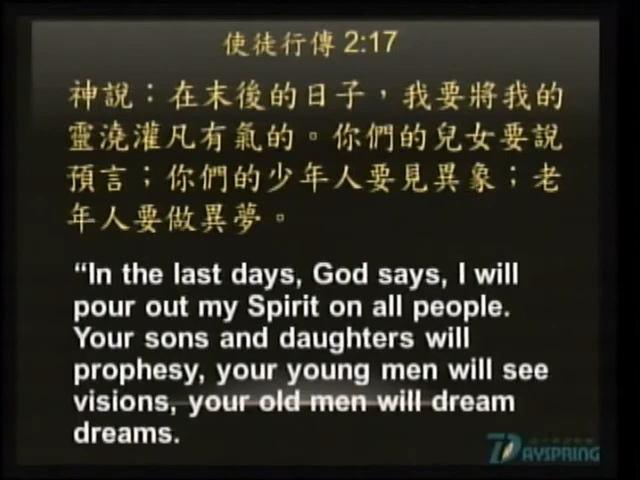 使徒行傳 2:17
神說：在末後的日子，我要將我的
靈澆灌凡有氣的。你們的兒女要說
預言；你們的少年人要見異象；老
年人要做異夢。
“In the last days, God says, I will
pour out my Spirit on all people.
Your sons and daughters will
prophesy, your young men will see
visions, your old men will dream
dreams.
DAYSPRING